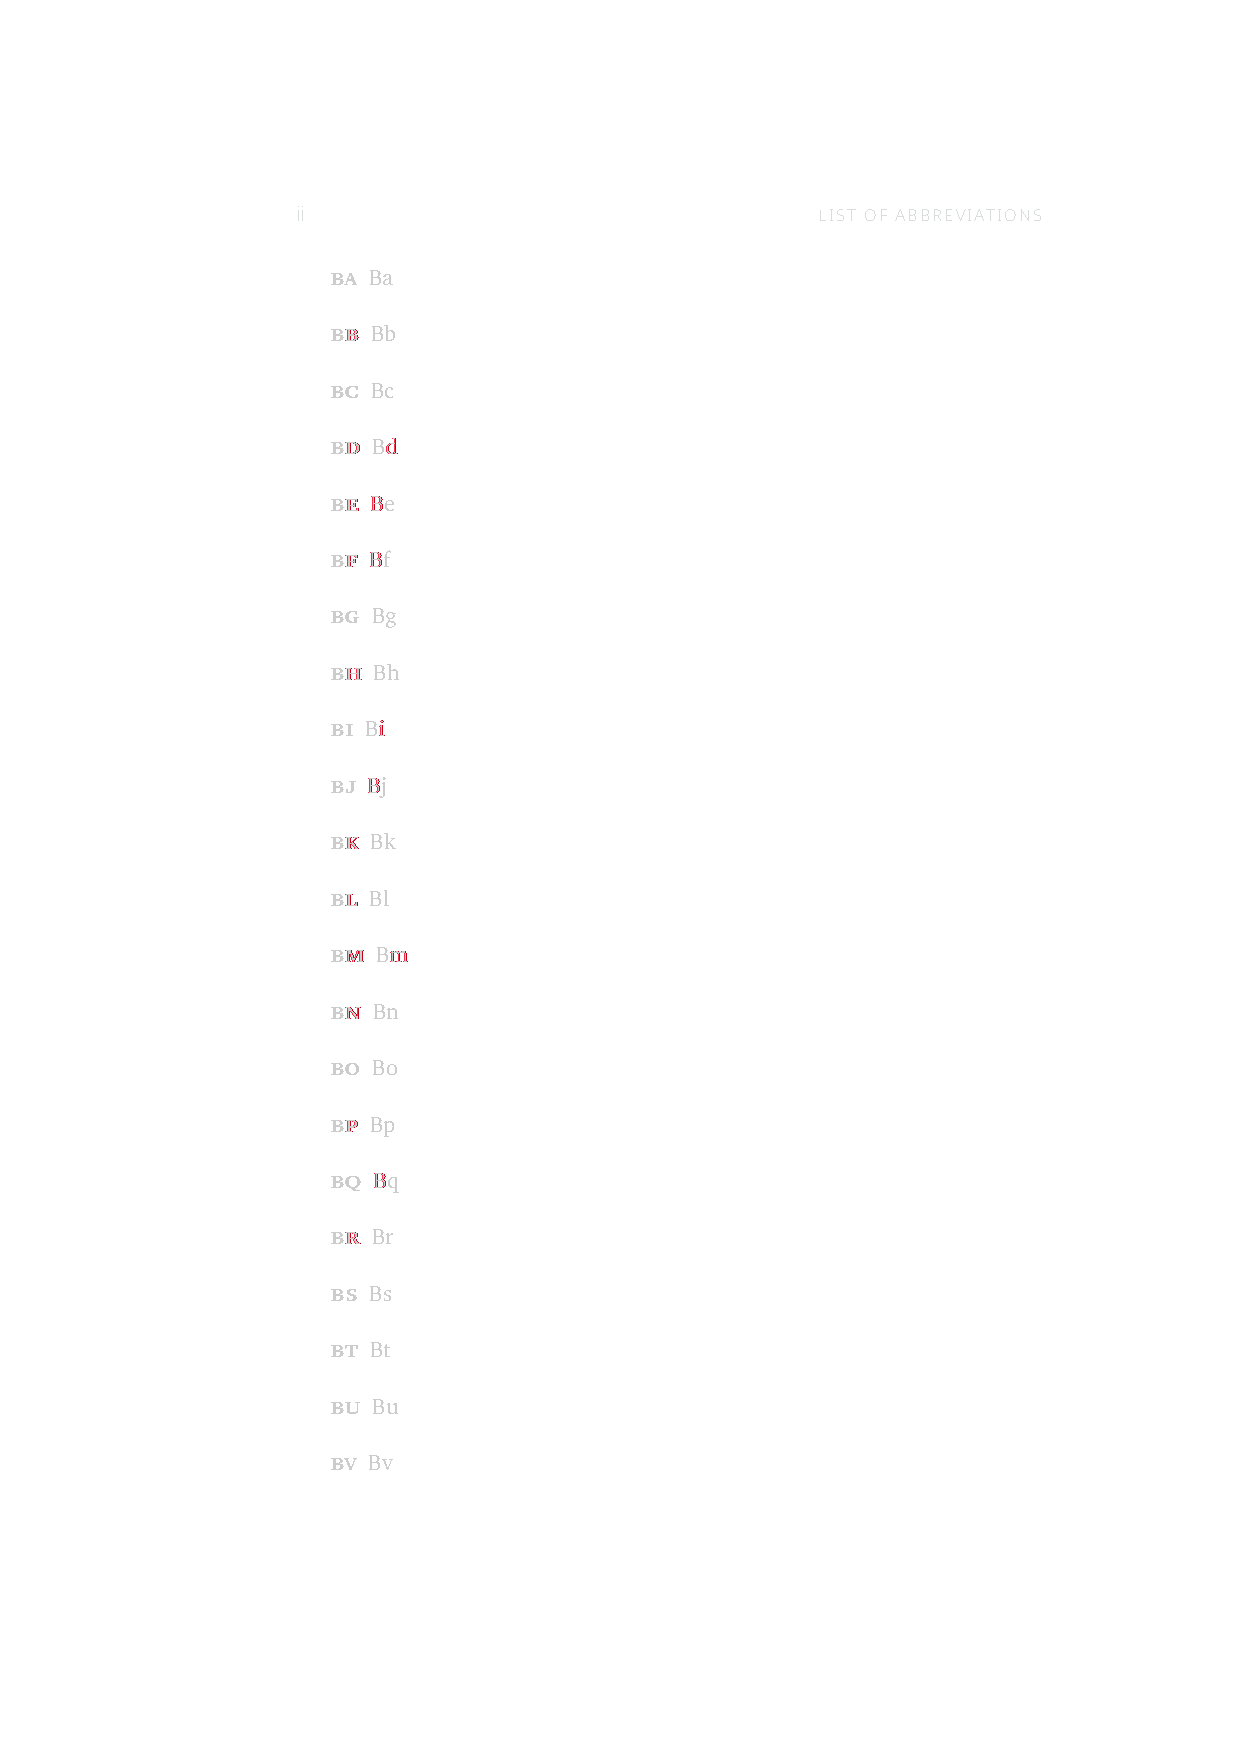 ii LIST OF ABBREVIATIONS
BA Ba
BB Bb
BC Bc
BD Bd
BE Be
BF Bf
BG Bg
BH Bh
BI Bi
BJ Bj
BK Bk
BL Bl
BM Bm
BN Bn
BO Bo
BP Bp
BQ Bq
BR Br
BS Bs
BT Bt
BU Bu
BV Bv